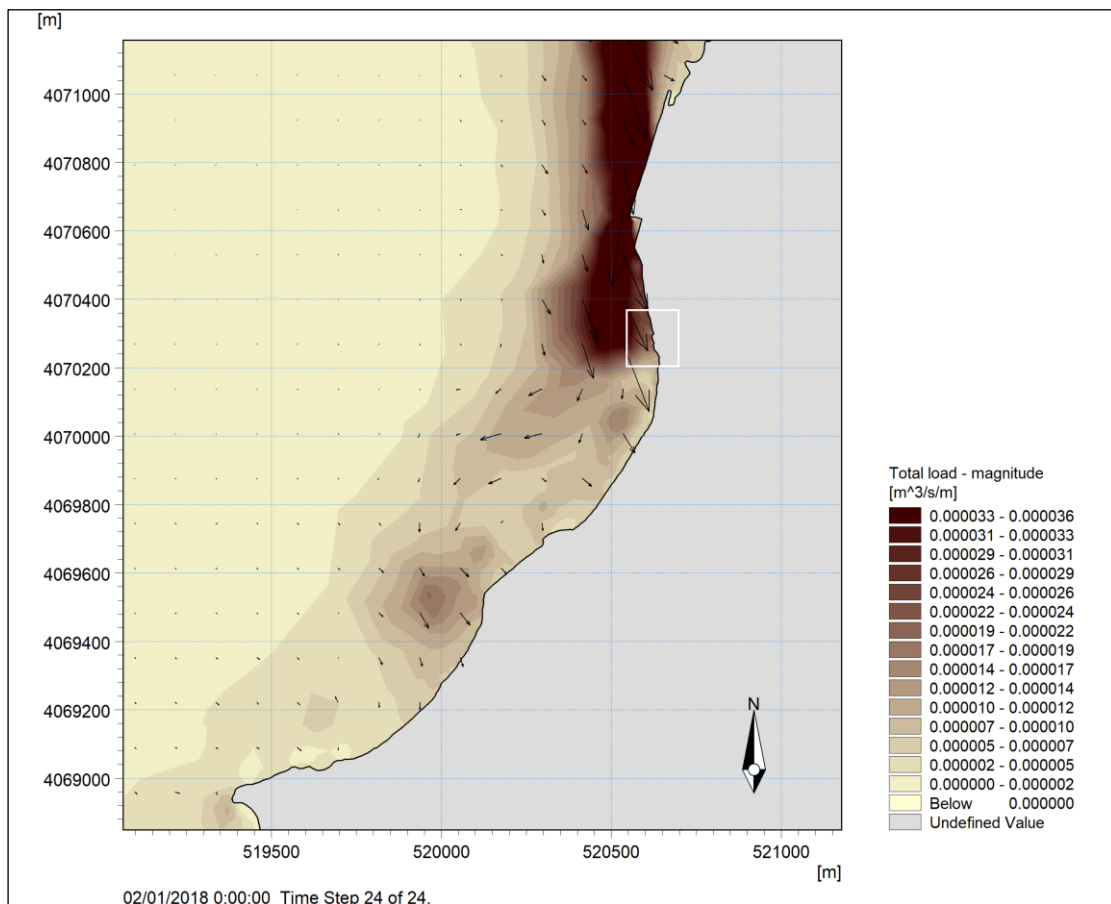 [m]
4071000
4070800
4070600
4070400
4070200
4070000
4069800
4069600
4069400
4069200
4069000
519500 520000 520500 521000
[m]
N
02/01/2018 0:00:00 Time Step 24 of 24.
Total load - magnitude
[m^3/s/m]
0.000033 - 0.000036
0.000031 - 0.000033
0.000029 - 0.000031
0.000026 - 0.000029
0.000024 - 0.000026
0.000022 - 0.000024
0.000019 - 0.000022
0.000017 - 0.000019
0.000014 - 0.000017
0.000012 - 0.000014
0.000010 - 0.000012
0.000007 - 0.000010
0.000005 - 0.000007
0.000002 - 0.000005
0.000000 - 0.000002
Below 0.000000
Undefined Value